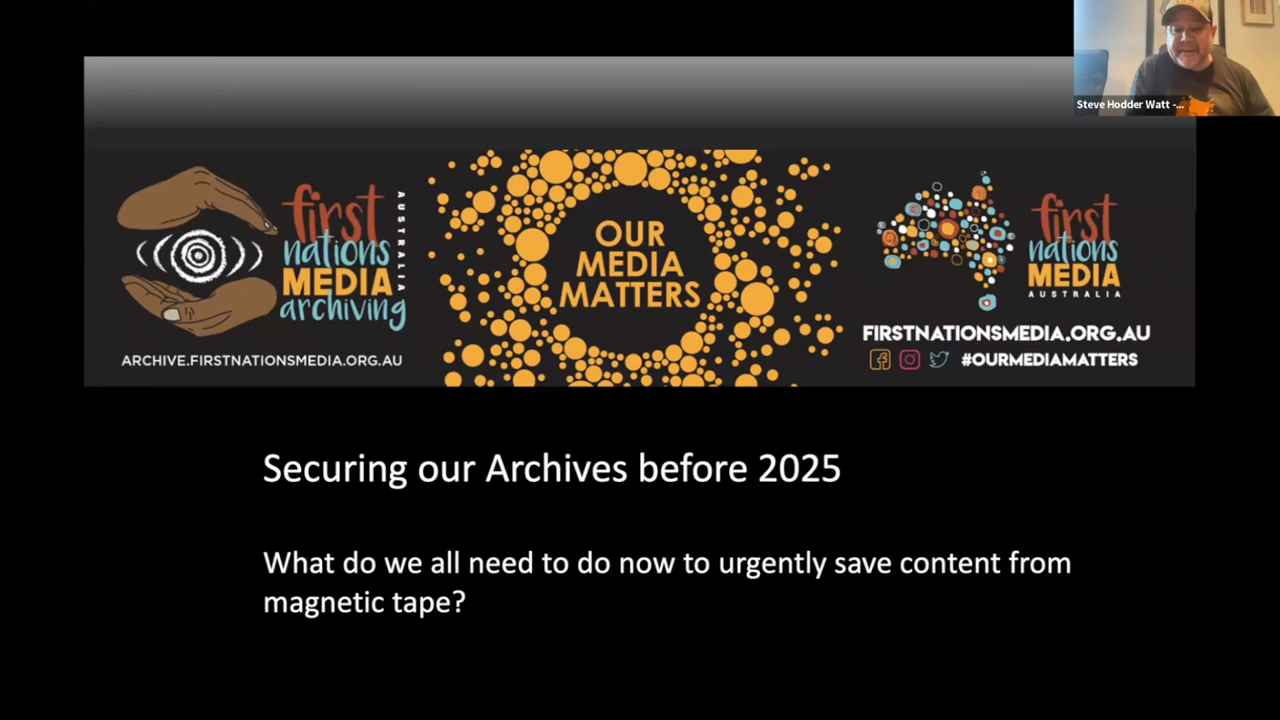 Steve Hodder Watt -...
first
nations
MEDIA
archiving
AUSTRALIA
ARCHIVE.FIRSTNATIONSMEDIA.ORG.AU
OUR
MEDIA
MATTERS
first
nations
MEDIA
AUSTRALIA
FIRSTNATIONSMEDIA.ORG.AU
#OURMEDIAMATTERS
Securing our Archives before 2025
What do we all need to do now to urgently save content from
magnetic tape?